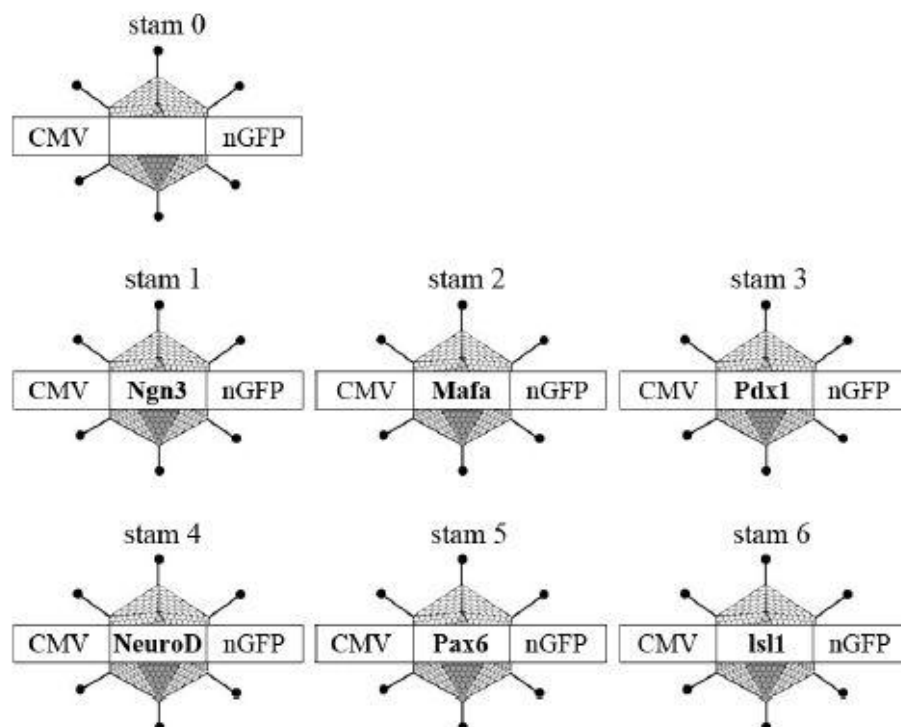 stam 0
CMV nGFP
stam 1 stam 2 stam 3
CMV Ngn3 nGFP CMV Mafa nGFP CMV Pdx1 nGFP
stam 4 stam 5 stam 6
CMV NeuroD nGFP CMV Pax6 nGFP CMV lsl1 nGFP